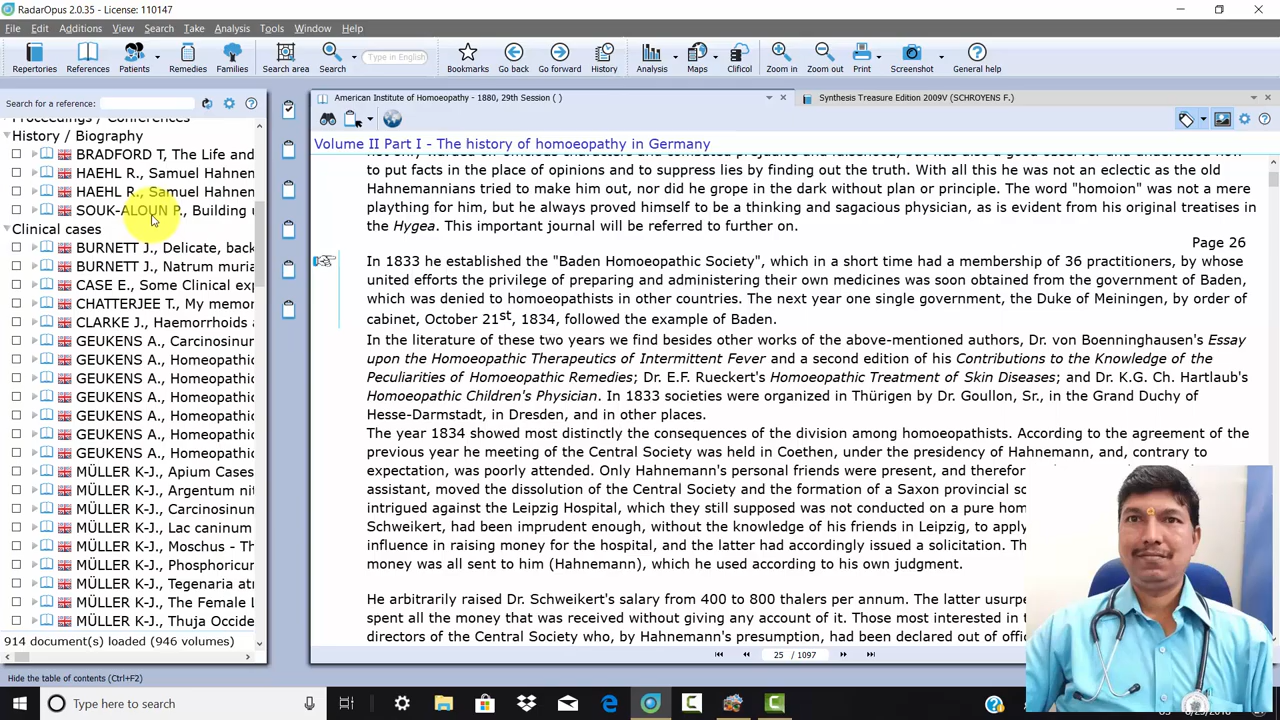 RadarOpus 2.0.35 - License: 110147
File Edit Additions View Search Take Analysis Tools Window Help
Repertories References Patients Remedies Families Search area Search Type in English Bookmarks Go back Go forward History Analysis Maps Clificol Zoom in Zoom out Print Screenshot General help
Search for a reference:
Proceedings / Conferences
History / Biography
BRADFORD T, The Life and
HAEHL R., Samuel Hahnen
HAEHL R., Samuel Hahnen
SOUK-ALOUN P., Building
Clinical cases
BURNETT J., Delicate, back
BURNETT J., Natrum muria
CASE E., Some Clinical exp
CHATTERJEE T., My memo
CLARKE J., Haemorrhoids
GEUKENS A., Carcinosinur
GEUKENS A., Homeopathic
GEUKENS A., Homeopathic
GEUKENS A., Homeopathic
GEUKENS A., Homeopathic
GEUKENS A., Homeopathic
GEUKENS A., Homeopathic
MÜLLER K-J., Apium Cases
MÜLLER K-J., Argentum nit
MÜLLER K-J., Carcinosinur
MÜLLER K-J., Lac caninum
MÜLLER K-J., Moschus - Th
MÜLLER K-J., Phosphoricur
MÜLLER K-J., Tegenaria atr
MÜLLER K-J., The Female L
MÜLLER K-J., Thuja Occide
914 document(s) loaded (946 volumes)
Hide the table of contents (Ctrl+F2)
American Institute of Homoeopathy - 1880, 29th Session ( )
Synthesis Treasure Edition 2009V (SCHROYENS F.)
Volume II Part I - The history of homoeopathy in Germany
to put facts in the place of opinions and to suppress lies by finding out the truth. With all this he was not an eclectic as the old
Hahnemannians tried to make him out, nor did he grope in the dark without plan or principle. The word "homoion" was not a mere
plaything for him, but he always proved himself to be a thinking and sagacious physician, as is evident from his original treatises in
the Hygea. This important journal will be referred to further on.
Page 26
In 1833 he established the "Baden Homoeopathic Society", which in a short time had a membership of 36 practitioners, by whose
united efforts the privilege of preparing and administering their own medicines was soon obtained from the government of Baden,
which was denied to homoeopathists in other countries. The next year one single government, the Duke of Meiningen, by order of
cabinet, October 21st, 1834, followed the example of Baden.
In the literature of these two years we find besides other works of the above-mentioned authors, Dr. von Boenninghausen's Essay
upon the Homoeopathic Therapeutics of Intermittent Fever and a second edition of his Contributions to the Knowledge of the
Peculiarities of Homoeopathic Remedies; Dr. E.F. Rueckert's Homoeopathic Treatment of Skin Diseases; and Dr. K.G. Ch. Hartlaub's
Homoeopathic Children's Physician. In 1833 societies were organized in Thürigen by Dr. Goullon, Sr., in the Grand Duchy of
Hesse-Darmstadt, in Dresden, and in other places.
The year 1834 showed most distinctly the consequences of the division among homoeopathists. According to the agreement of the
previous year he meeting of the Central Society was held in Coethen, under the presidency of Hahnemann, and, contrary to
expectation, was poorly attended. Only Hahnemann's personal friends were present, and therefor
assistant, moved the dissolution of the Central Society and the formation of a Saxon provincial so
intrigued against the Leipzig Hospital, which they still supposed was not conducted on a pure hom
Schweikert, had been imprudent enough, without the knowledge of his friends in Leipzig, to apply
influence in raising money for the hospital, and the latter had accordingly issued a solicitation. Th
money was all sent to him (Hahnemann), which he used according to his own judgment.
He arbitrarily raised Dr. Schweikert's salary from 400 to 800 thalers per annum. The latter usurpe
spent all the money that was received without giving any account of it. Those most interested in t
directors of the Central Society who, by Hahnemann's presumption, had been declared out of offic
25 / 1097
Type here to search